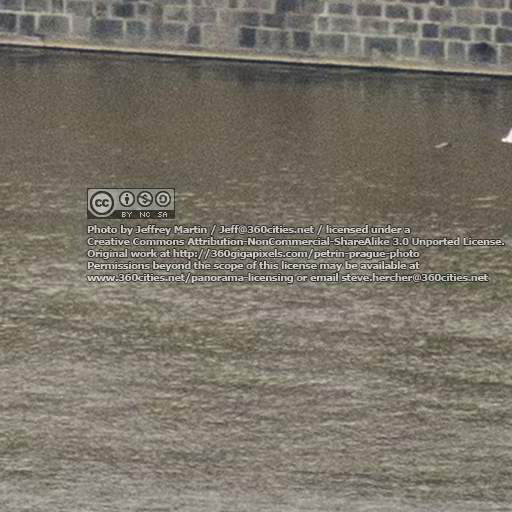 cc BY NC SA
Photo by Jeffrey Martin / Jeff@360cities.net / licensed under a
Creative Commons Attribution-NonCommercial-ShareAlike 3.0 Unported License.
Original work at http://360gigapixels.com/petrin-prague-photo
Permissions beyond the scope of this license may be available at
www.360cities.net/panorama-licensing or email steve.hercher@360cities.net